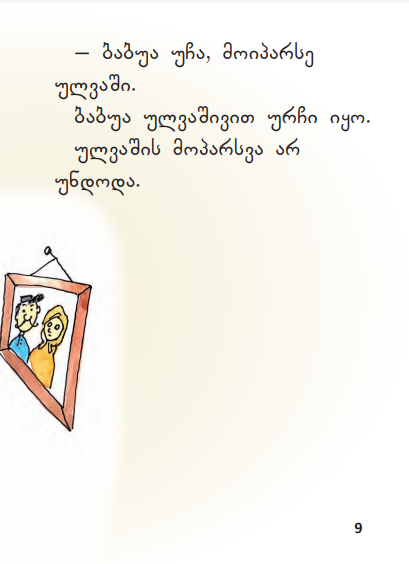 — ბაბუა უჩა, მოიპარსე
ულვაში.
ბაბუა ულვაშივით ურჩი იყო.
ულვაშის მოპარსვა არ
უნდოდა.
9